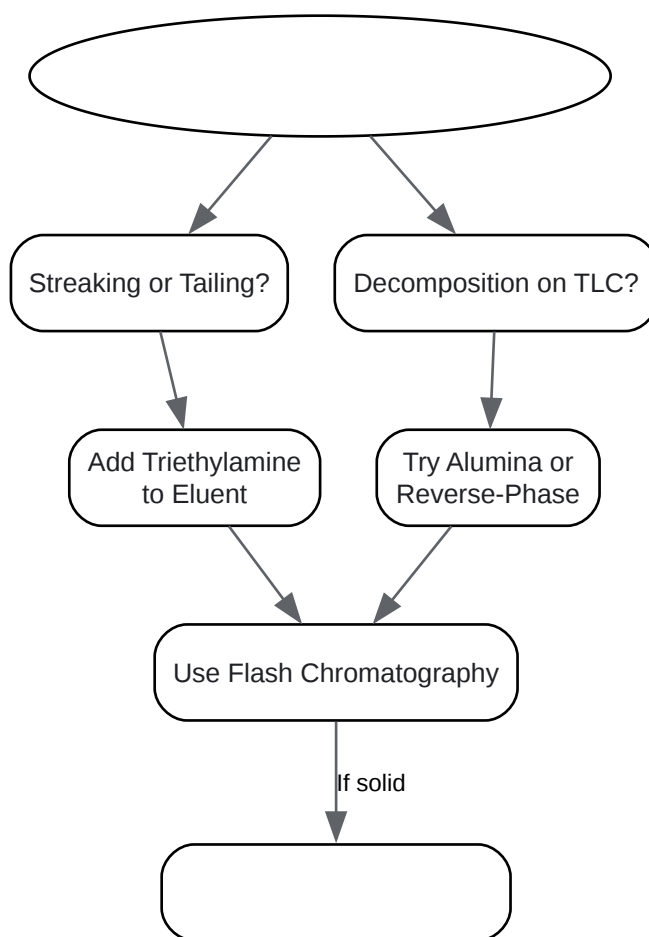 Streaking or Tailing?
Decomposition on TLC?
Add Triethylamine
to Eluent
Try Alumina or
Reverse-Phase
Use Flash Chromatography
If solid